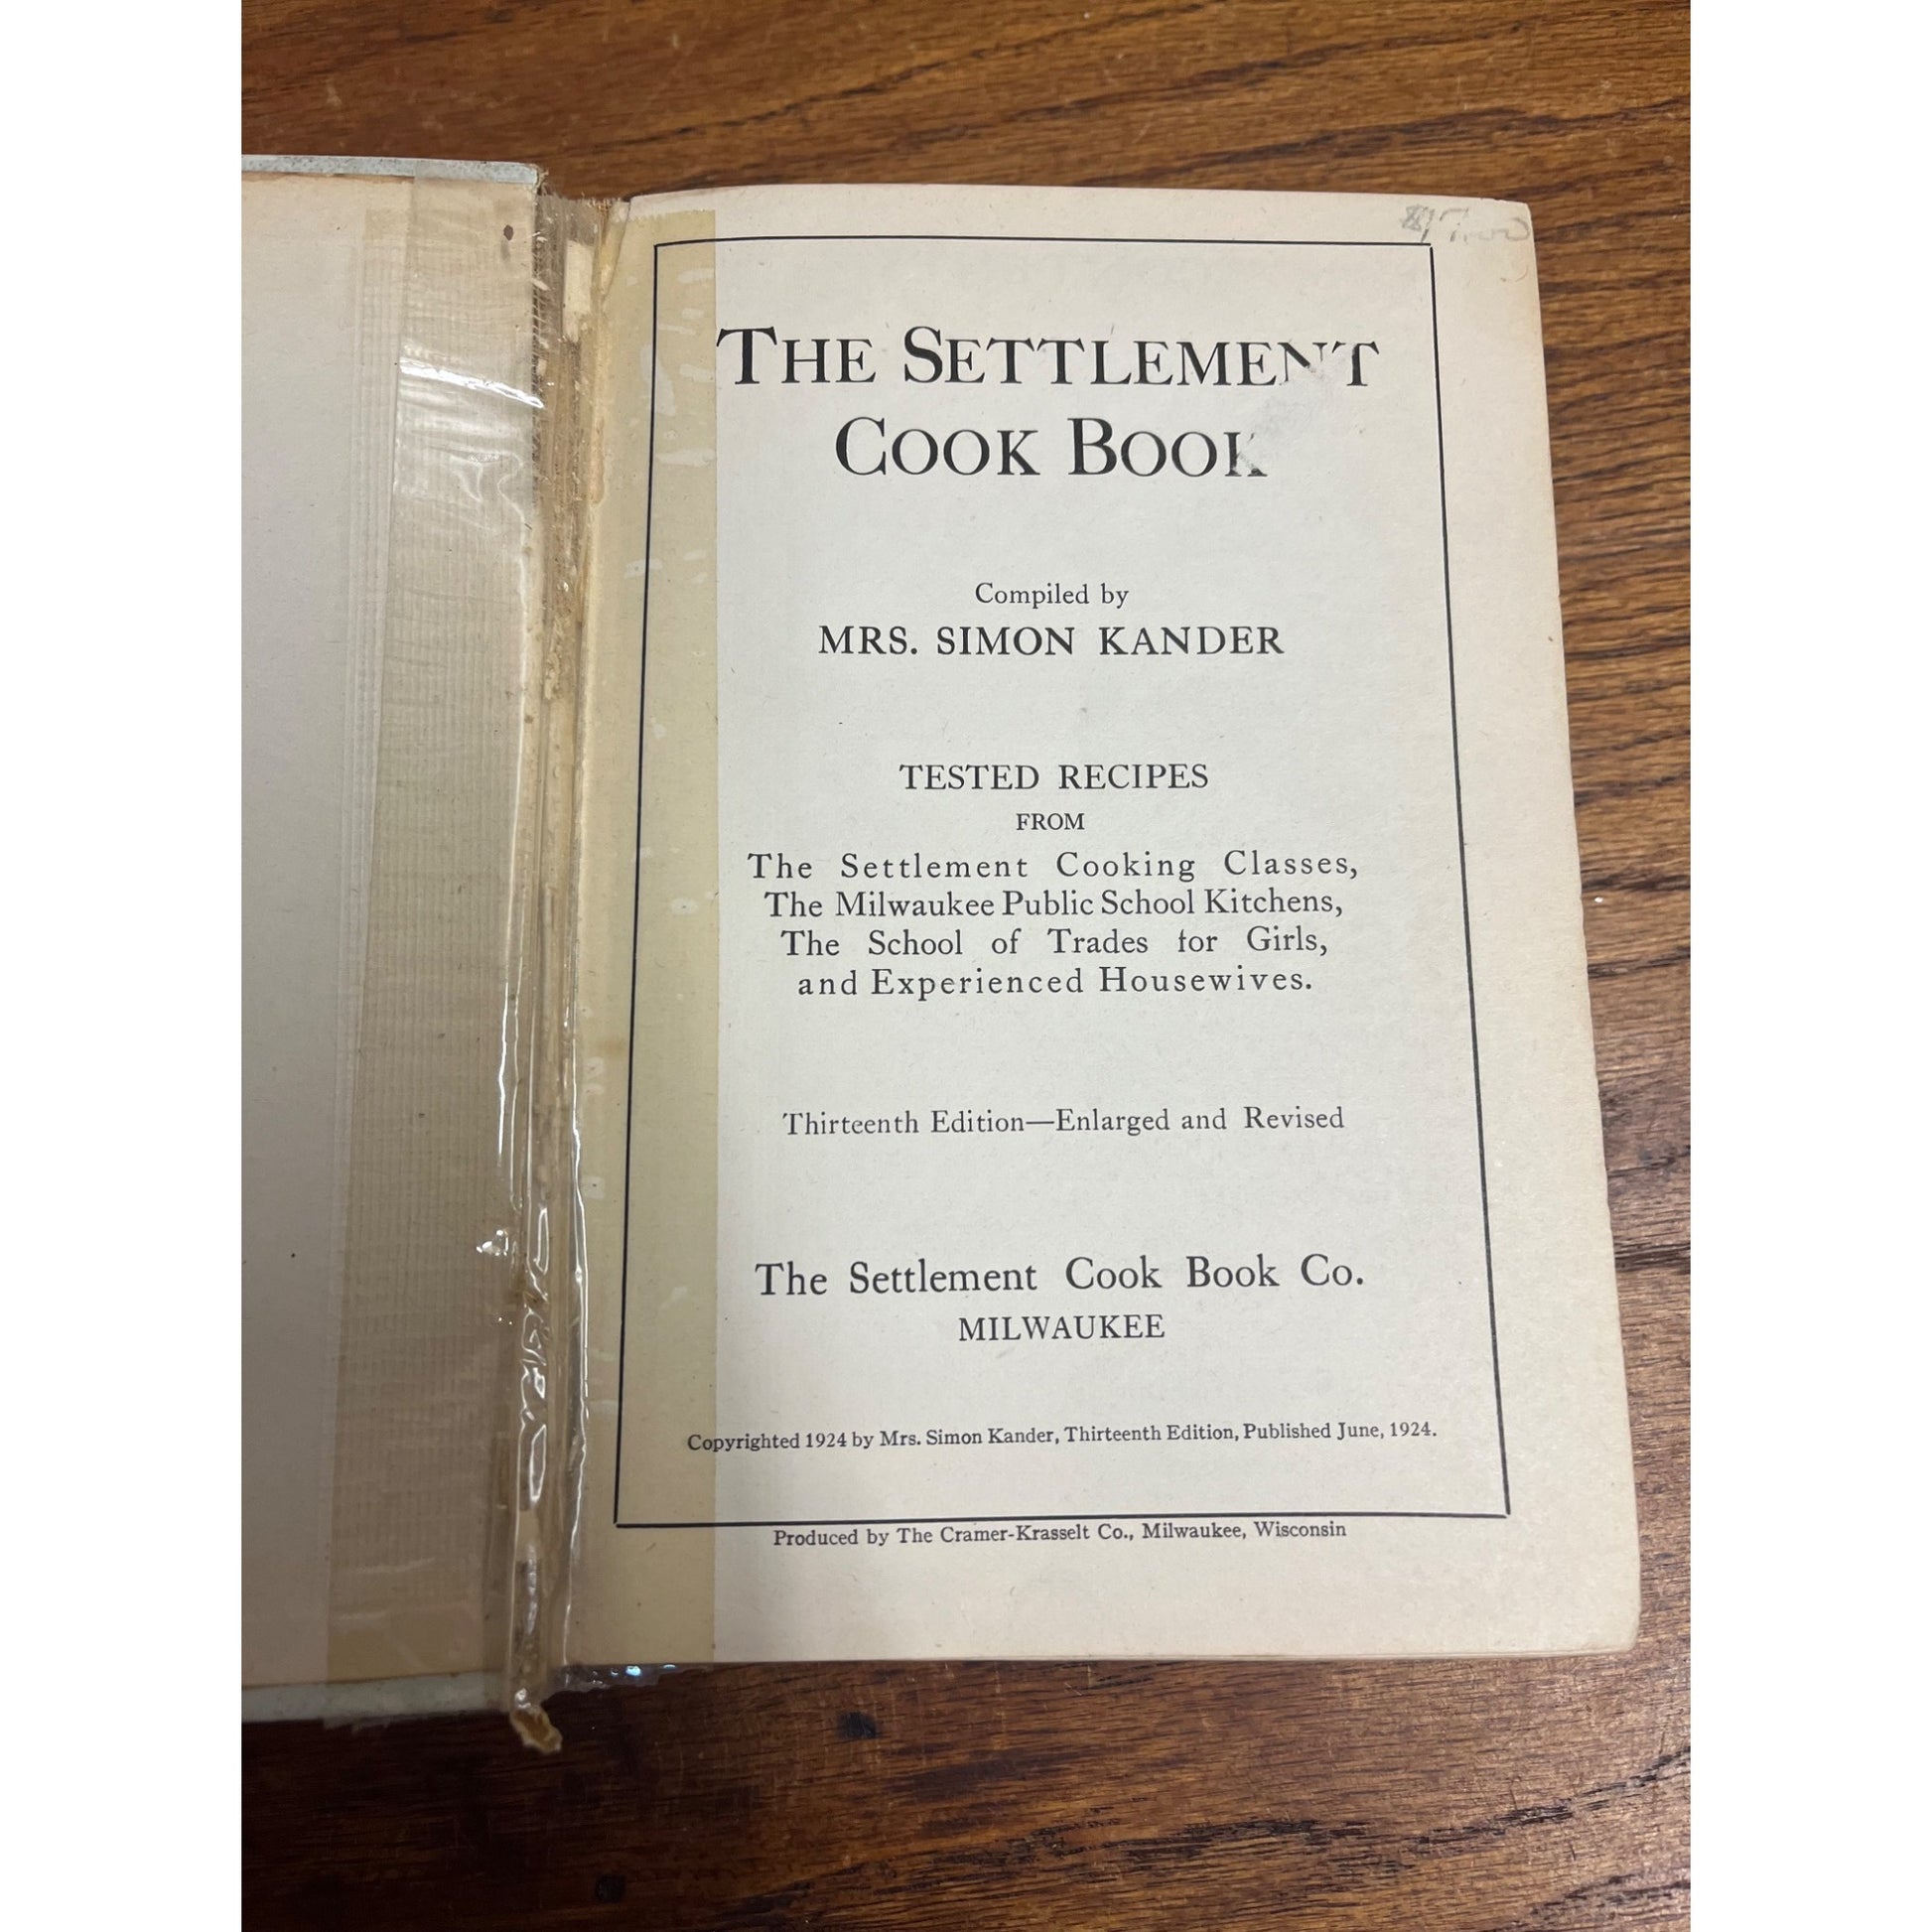 THE SETTLEMENT
COOK BOOK
Compiled by
MRS. SIMON KANDER
TESTED RECIPES
FROM
The Settlement Cooking Classes,
The Milwaukee Public School Kitchens,
The School of Trades for Girls,
and Experienced Housewives.
Thirteenth Edition—Enlarged and Revised
The Settlement Cook Book Co.
MILWAUKEE
Copyrighted 1924 by Mrs. Simon Kander, Thirteenth Edition, Published June, 1924.
Produced by The Cramer-Krasselt Co., Milwaukee, Wisconsin